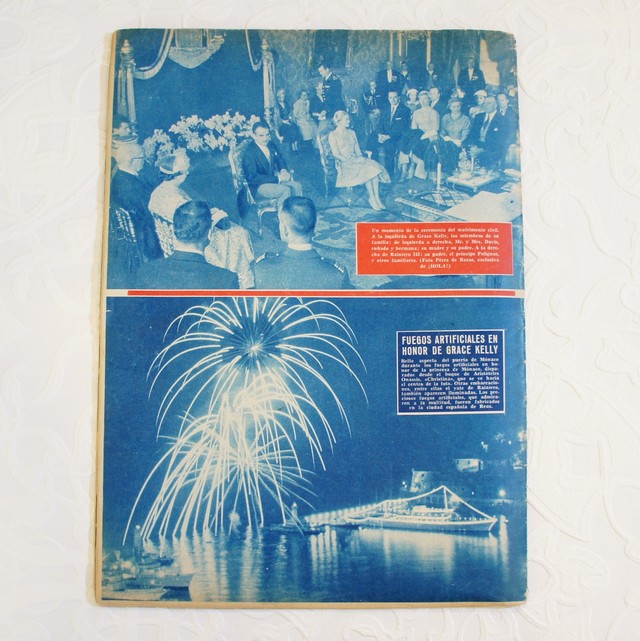 Un momento de la ceremonia del matrimonio civil.
A la izquierda de Grace Kelly, los miembros de su
familia: de izquierda a derecha, Mr. y Mrs. Davis,
cuñado y hermana; su madre y su padre. A la dere-
cha de Rainiero III: su padre, el príncipe Polignac,
y otros familiares. (Foto Pérez de Rozas, exclusiva
de ¡HOLA!)
FUEGOS ARTIFICIALES EN
HONOR DE GRACE KELLY
Bello aspecto del puerto de Mónaco
durante los fuegos artificiales en ho-
nor de la princesa de Mónaco, dispa-
rados desde el buque de Aristóteles
Onassis, «Christina», que se ve hacia
el centro de la foto. Otras embarcacio-
nes, entre ellas el yate de Rainiero,
también aparecen iluminadas. Los pre-
ciosos fuegos artificiales, que admira-
ron a la multitud, fueron fabricados
en la ciudad española de Reus.